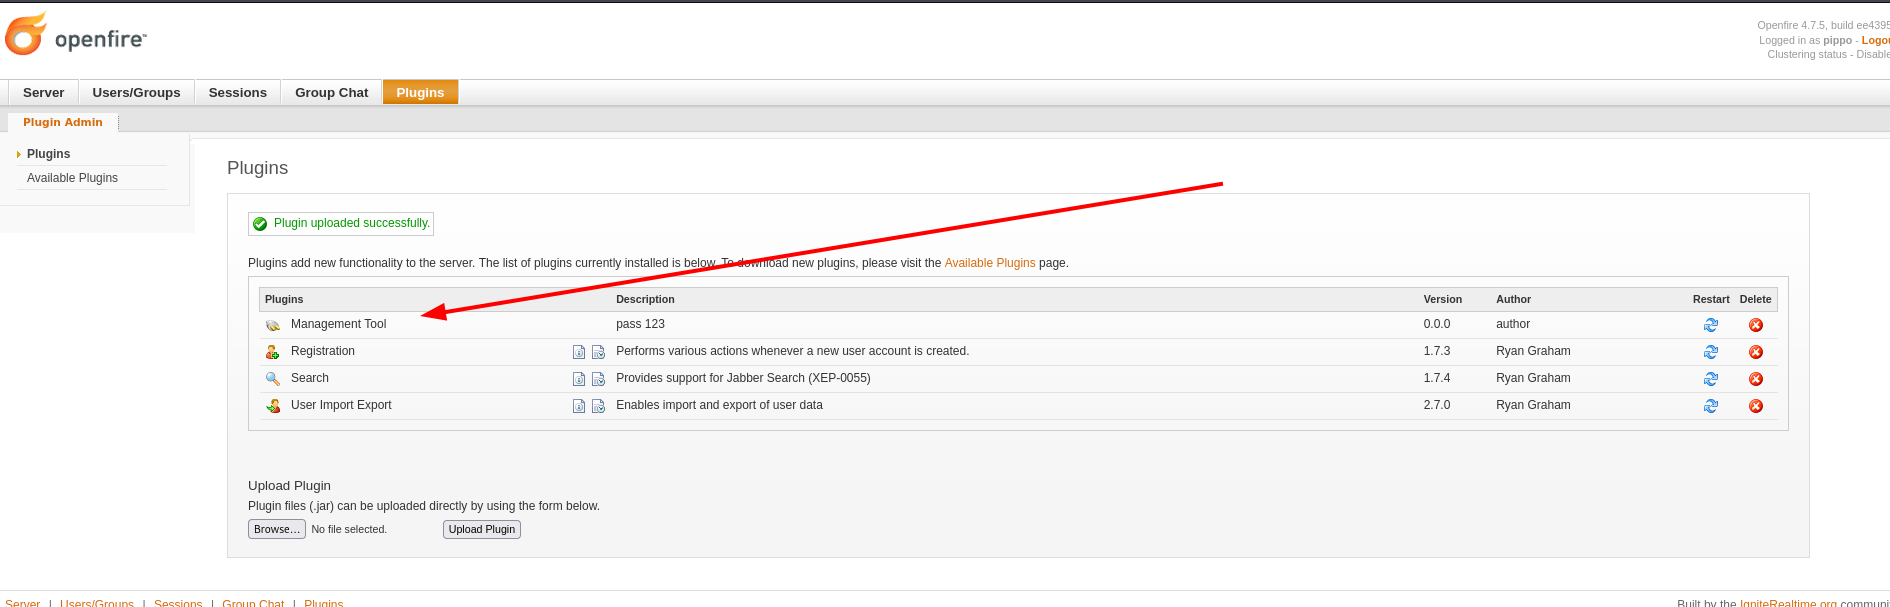 openfire™
Openfire 4.7.5, build ee4395
Logged in as pippo - Logou
Clustering status - Disable
Server
Users/Groups
Sessions
Group Chat
Plugins
Plugin Admin
Plugins
Available Plugins
Plugins
Plugin uploaded successfully.
Plugins add new functionality to the server. The list of plugins currently installed is below. To download new plugins, please visit the Available Plugins page.
Plugins Description Version Author Restart Delete
Management Tool pass 123 0.0.0 author
Registration Performs various actions whenever a new user account is created. 1.7.3 Ryan Graham
Search Provides support for Jabber Search (XEP-0055) 1.7.4 Ryan Graham
User Import Export Enables import and export of user data 2.7.0 Ryan Graham
Upload Plugin
Plugin files (.jar) can be uploaded directly by using the form below.
Browse... No file selected. Upload Plugin
Server | Users/Groups | Sessions | Group Chat | Plugins
Built by the IgniteRealtime.org communi